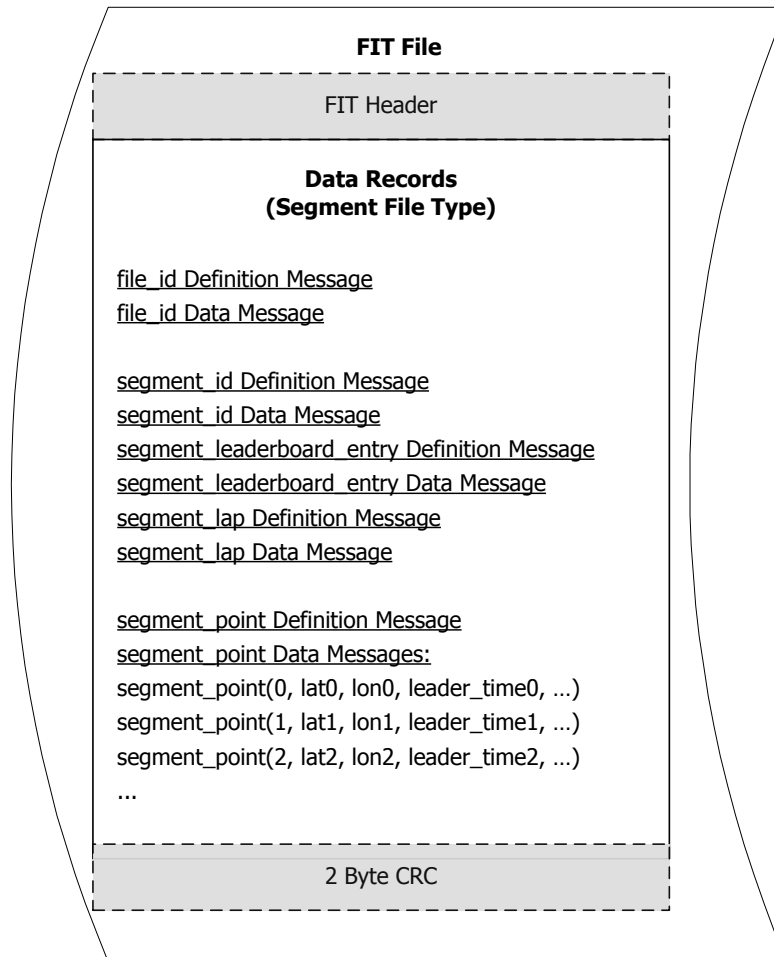 FIT File
FIT Header
Data Records
(Segment File Type)
file_id Definition Message
file_id Data Message
segment_id Definition Message
segment_id Data Message
segment_leaderboard_entry Definition Message
segment_leaderboard_entry Data Message
segment_lap Definition Message
segment_lap Data Message
segment_point Definition Message
segment_point Data Messages:
segment_point(0, lat0, lon0, leader_time0, …)
segment_point(1, lat1, lon1, leader_time1, …)
segment_point(2, lat2, lon2, leader_time2, …)
...
2 Byte CRC